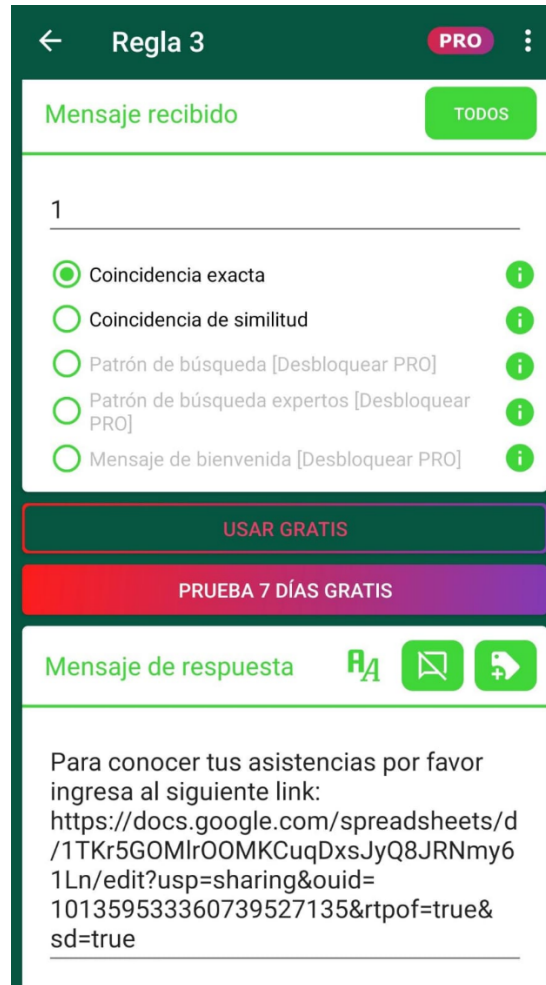 Regla 3
PRO
Mensaje recibido
TODOS
1
Coincidencia exacta
Coincidencia de similitud
Patrón de búsqueda [Desbloquear PRO]
Patrón de búsqueda expertos [Desbloquear
PRO]
Mensaje de bienvenida [Desbloquear PRO]
USAR GRATIS
PRUEBA 7 DÍAS GRATIS
Mensaje de respuesta
Para conocer tus asistencias por favor
ingresa al siguiente link:
https://docs.google.com/spreadsheets/d
/1TKr5GOMlrOOMKCuqDxsJyQ8JRNmy6
1Ln/edit?usp=sharing&ouid=
101359533360739527135&rtpof=true&
sd=true